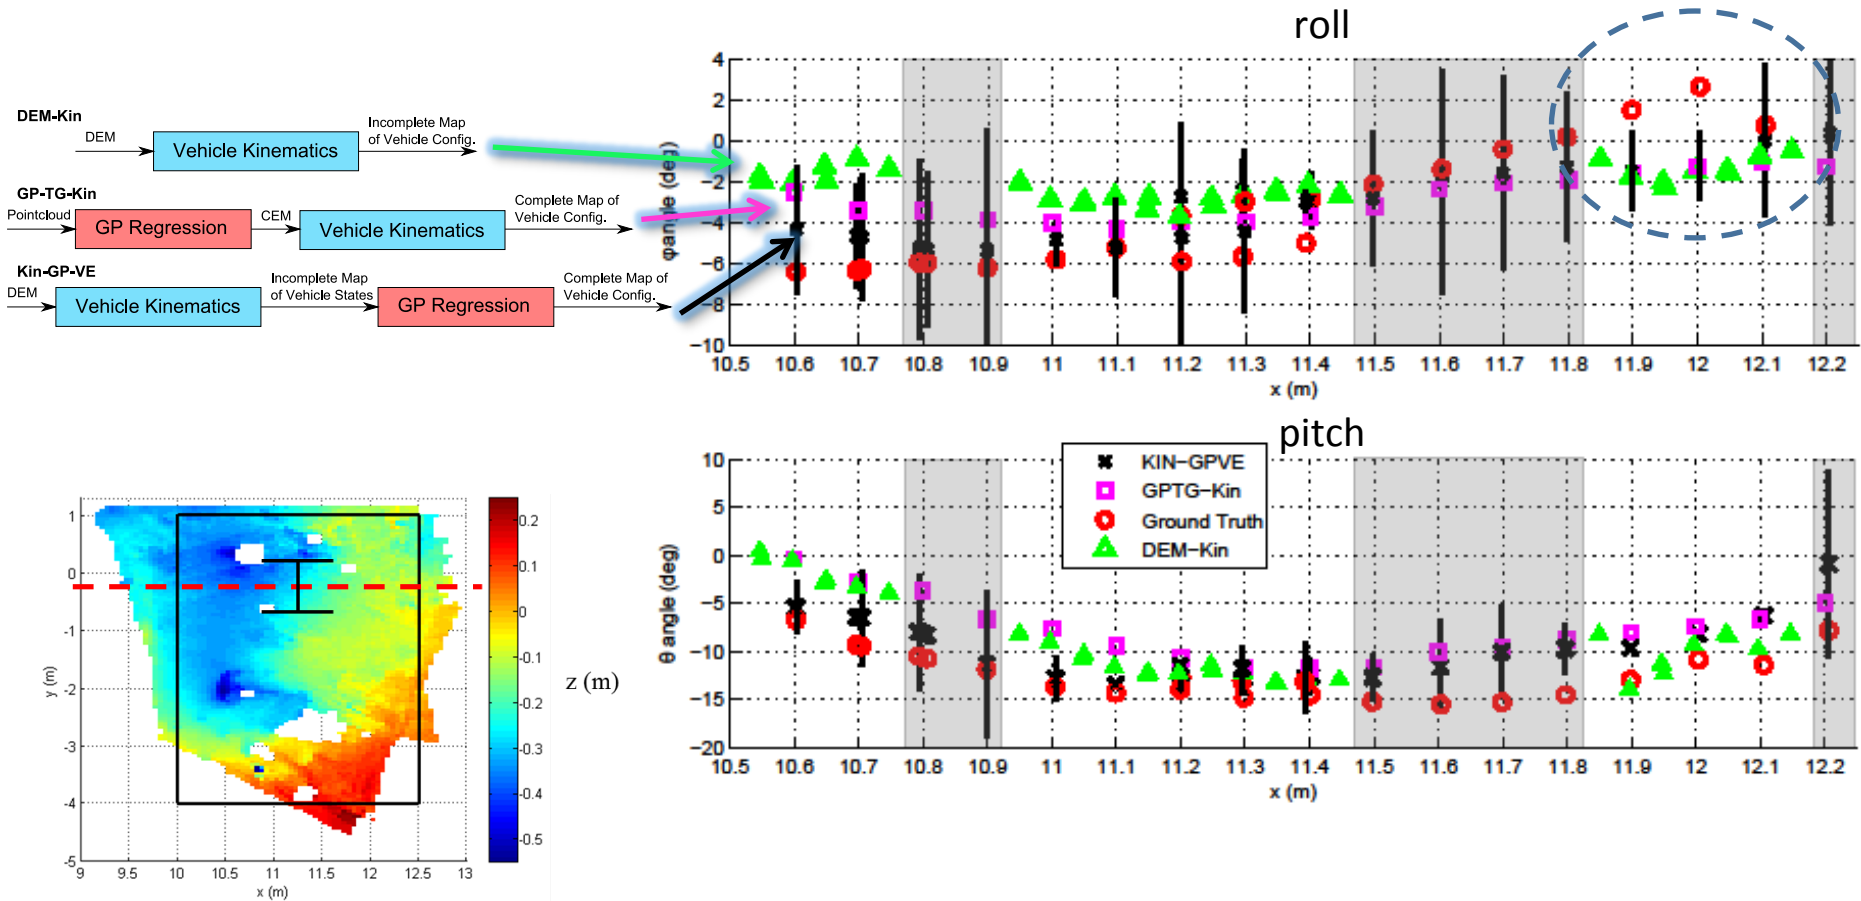 roll
DEM-Kin
DEM
Vehicle Kinematics
Incomplete Map
of Vehicle Config.
GP-TG-Kin
Pointcloud
GP Regression
CEM
Vehicle Kinematics
Complete Map of
Vehicle Config.
Kin-GP-VE
DEM
Vehicle Kinematics
Incomplete Map
of Vehicle States
GP Regression
Complete Map of
Vehicle Config.
φangle (deg)
4
2
0
−2
−4
−6
−8
−10
10.5 10.6 10.7 10.8 10.9 11 11.1 11.2 11.3 11.4 11.5 11.6 11.7 11.8 11.9 12 12.1 12.2
x (m)
pitch
KIN−GPVE
GPTG−Kin
Ground Truth
DEM−Kin
θ angle (deg)
10
5
0
−5
−10
−15
−20
10.5 10.6 10.7 10.8 10.9 11 11.1 11.2 11.3 11.4 11.5 11.6 11.7 11.8 11.9 12 12.1 12.2
x (m)
y (m)
1
0
-1
-2
-3
-4
-5
9 9.5 10 10.5 11 11.5 12 12.5 13
x (m)
0.2
0.1
0
-0.1
-0.2
-0.3
-0.4
-0.5
z (m)